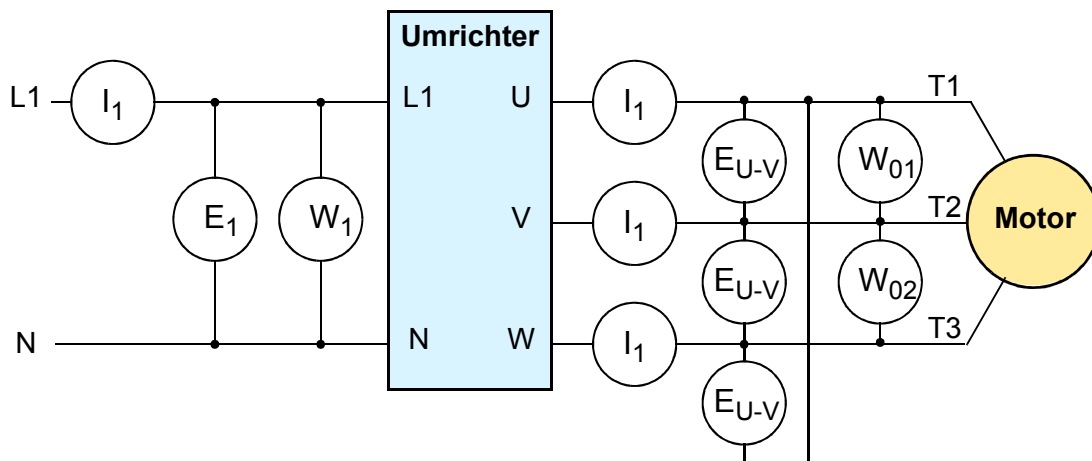 Umrichter
L1
I1
L1
U
I1
T1
EU-V
W01
E1
W1
V
I1
T2
Motor
EU-V
W02
N
N
W
I1
T3
EU-V